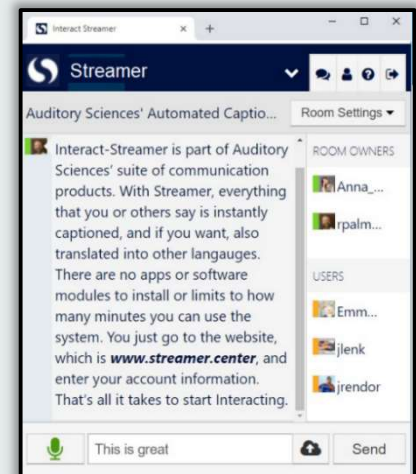 Interact Streamer
Streamer
Auditory Sciences' Automated Captio...
Room Settings
Interact-Streamer is part of Auditory
Sciences' suite of communication
products. With Streamer, everything
that you or others say is instantly
captioned, and if you want, also
translated into other langauges.
There are no apps or software
modules to install or limits to how
many minutes you can use the
system. You just go to the website,
which is www.streamer.center, and
enter your account information.
That's all it takes to start Interacting.
ROOM OWNERS
Anna_...
rpalm...
USERS
Emm...
jlenk
jrendor
This is great
Send